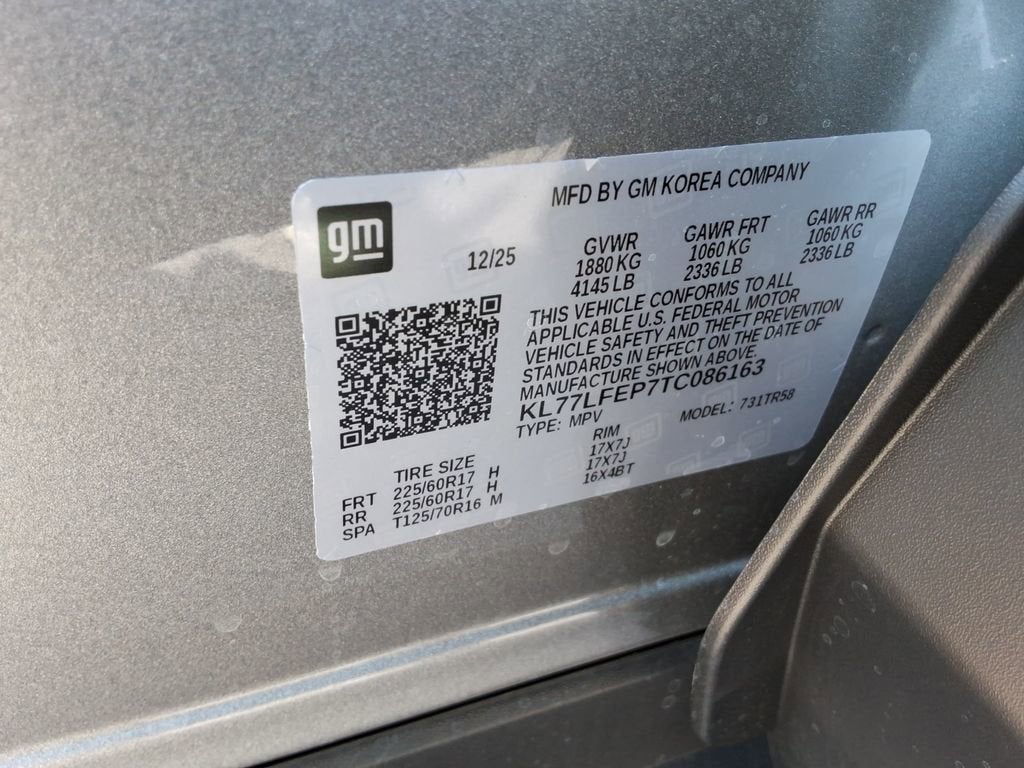 gm
MFD BY GM KOREA COMPANY
12/25
GVWR
1880 KG
4145 LB
GAWR FRT
1060 KG
2336 LB
GAWR RR
1060 KG
2336 LB
THIS VEHICLE CONFORMS TO ALL
APPLICABLE U.S. FEDERAL MOTOR
VEHICLE SAFETY AND THEFT PREVENTION
STANDARDS IN EFFECT ON THE DATE OF
MANUFACTURE SHOWN ABOVE.
KL77LFEP7TC086163
TYPE: MPV MODEL: 731TR58
TIRE SIZE RIM
FRT 225/60R17 H 17X7J
RR 225/60R17 H 17X7J
SPA T125/70R16 M 16X4BT